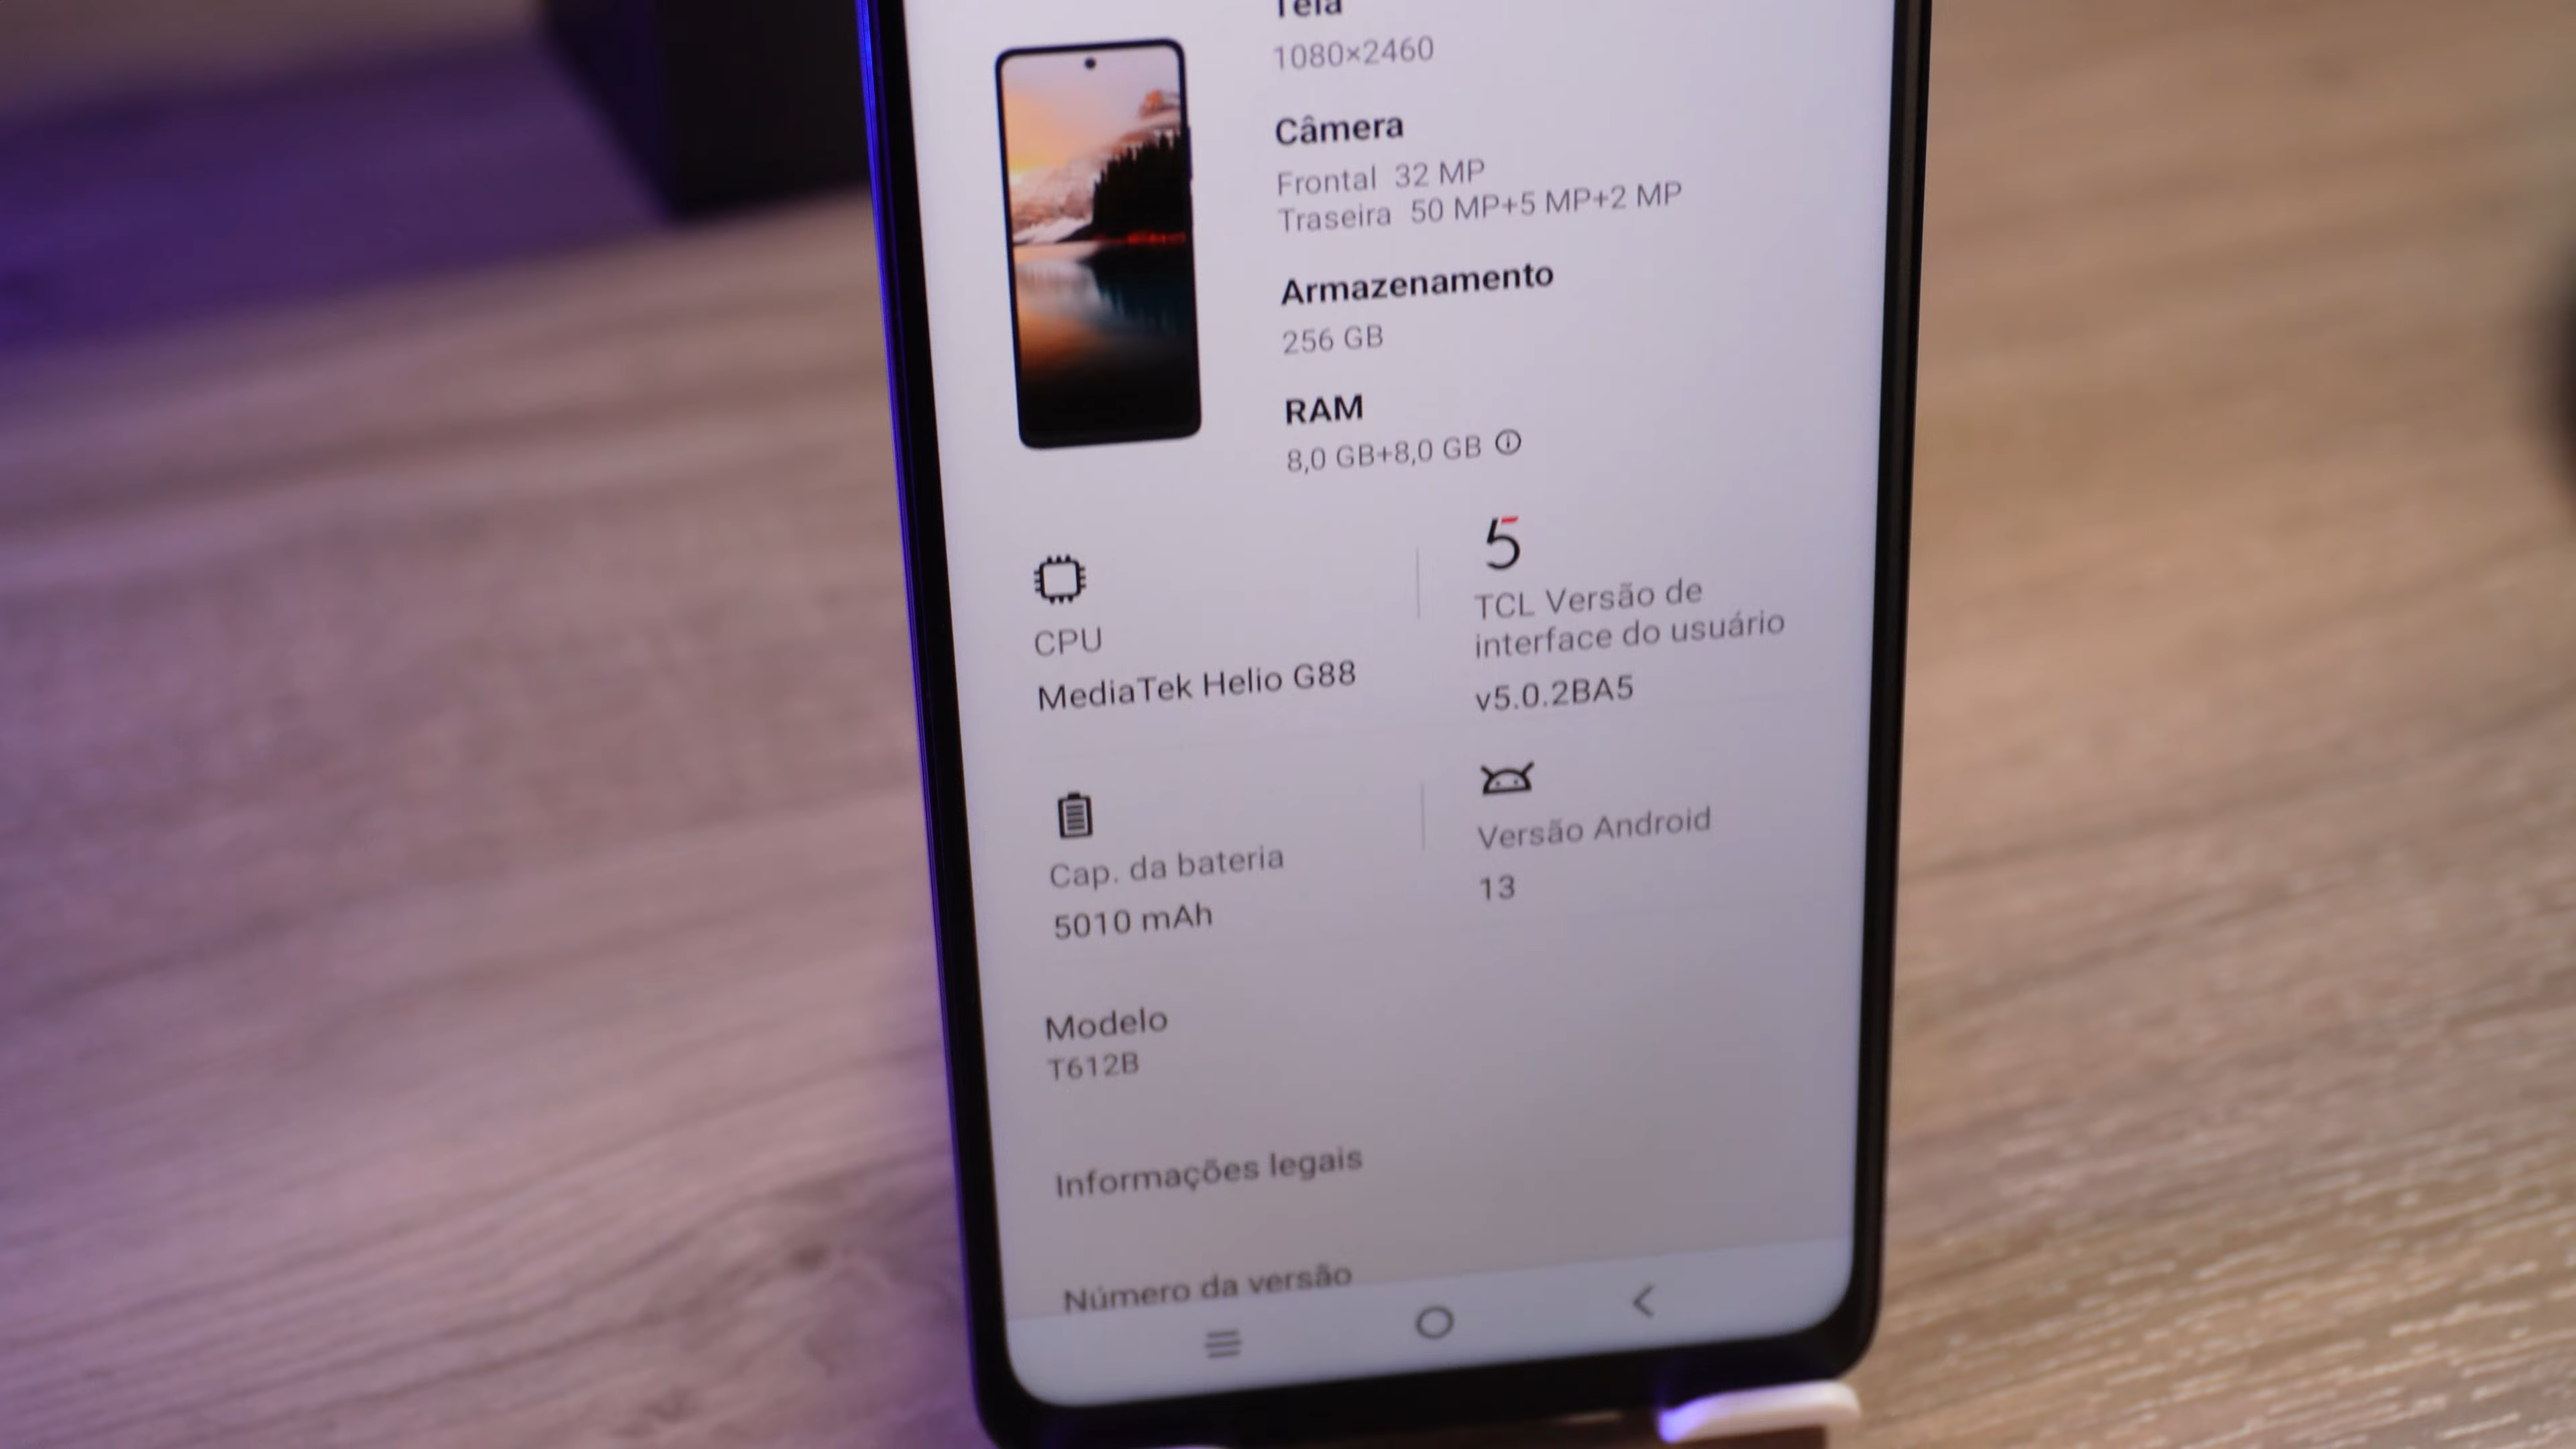 Tela
1080×2460
Câmera
Frontal 32 MP
Traseira 50 MP+5 MP+2 MP
Armazenamento
256 GB
RAM
8,0 GB+8,0 GB
CPU
MediaTek Helio G88
5
TCL Versão de
interface do usuário
v5.0.2BA5
Cap. da bateria
5010 mAh
Versão Android
13
Modelo
T612B
Informações legais
Número da versão